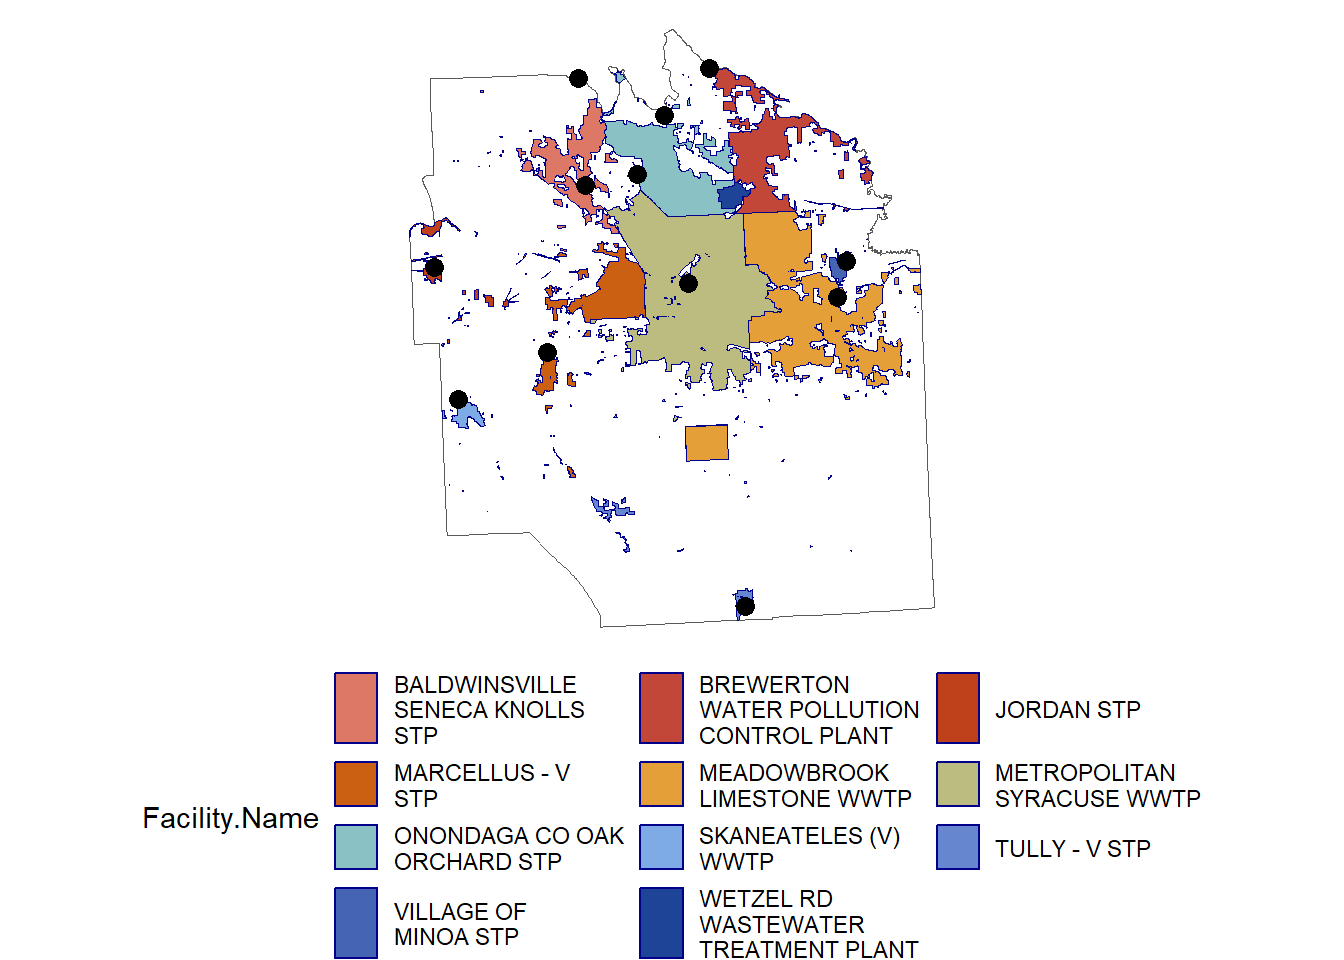 Facility.Name
BALDWINSVILLE
SENECA KNOLLS
STP
BREWERTON
WATER POLLUTION
CONTROL PLANT
JORDAN STP
MARCELLUS - V
STP
MEADOWBROOK
LIMESTONE WWTP
METROPOLITAN
SYRACUSE WWTP
ONONDAGA CO OAK
ORCHARD STP
SKANEATELES (V)
WWTP
TULLY - V STP
VILLAGE OF
MINOA STP
WETZEL RD
WASTEWATER
TREATMENT PLANT